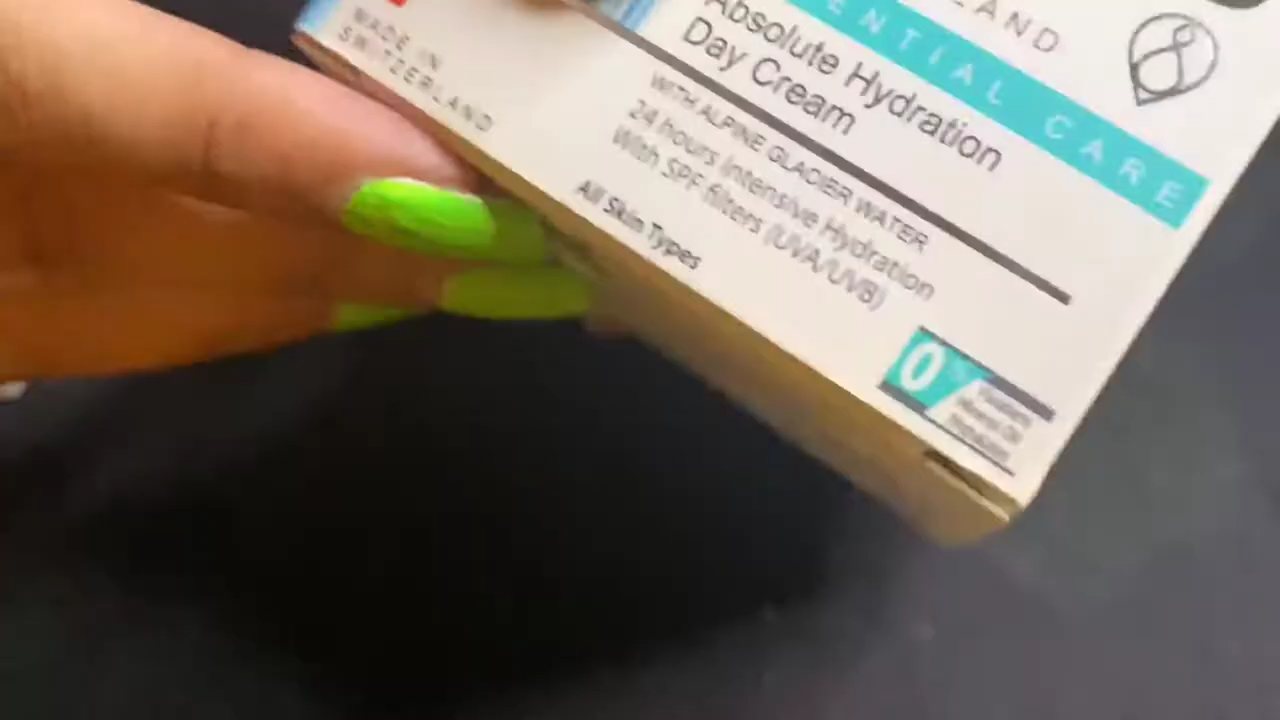 LAND
ENTIAL CARE
Absolute Hydration
Day Cream
WITH ALPINE GLACIER WATER
24 hours Intensive Hydration
With SPF filters (UVA/UVB)
All Skin Types
MADE IN
SWITZERLAND
0%